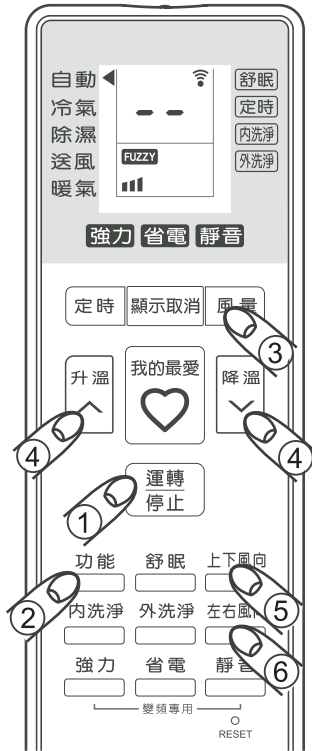 自動 舒眠
冷氣 -- 定時
除濕 內洗淨
送風 FUZZY 外洗淨
暖氣
強力 省電 靜音
定時 顯示取消 風量
③
升溫 我的最愛 降溫
④ ④
運轉
停止
①
功能 舒眠 上下風向
② ⑤
內洗淨 外洗淨 左右風向
⑥
強力 省電 靜音
變頻專用
RESET